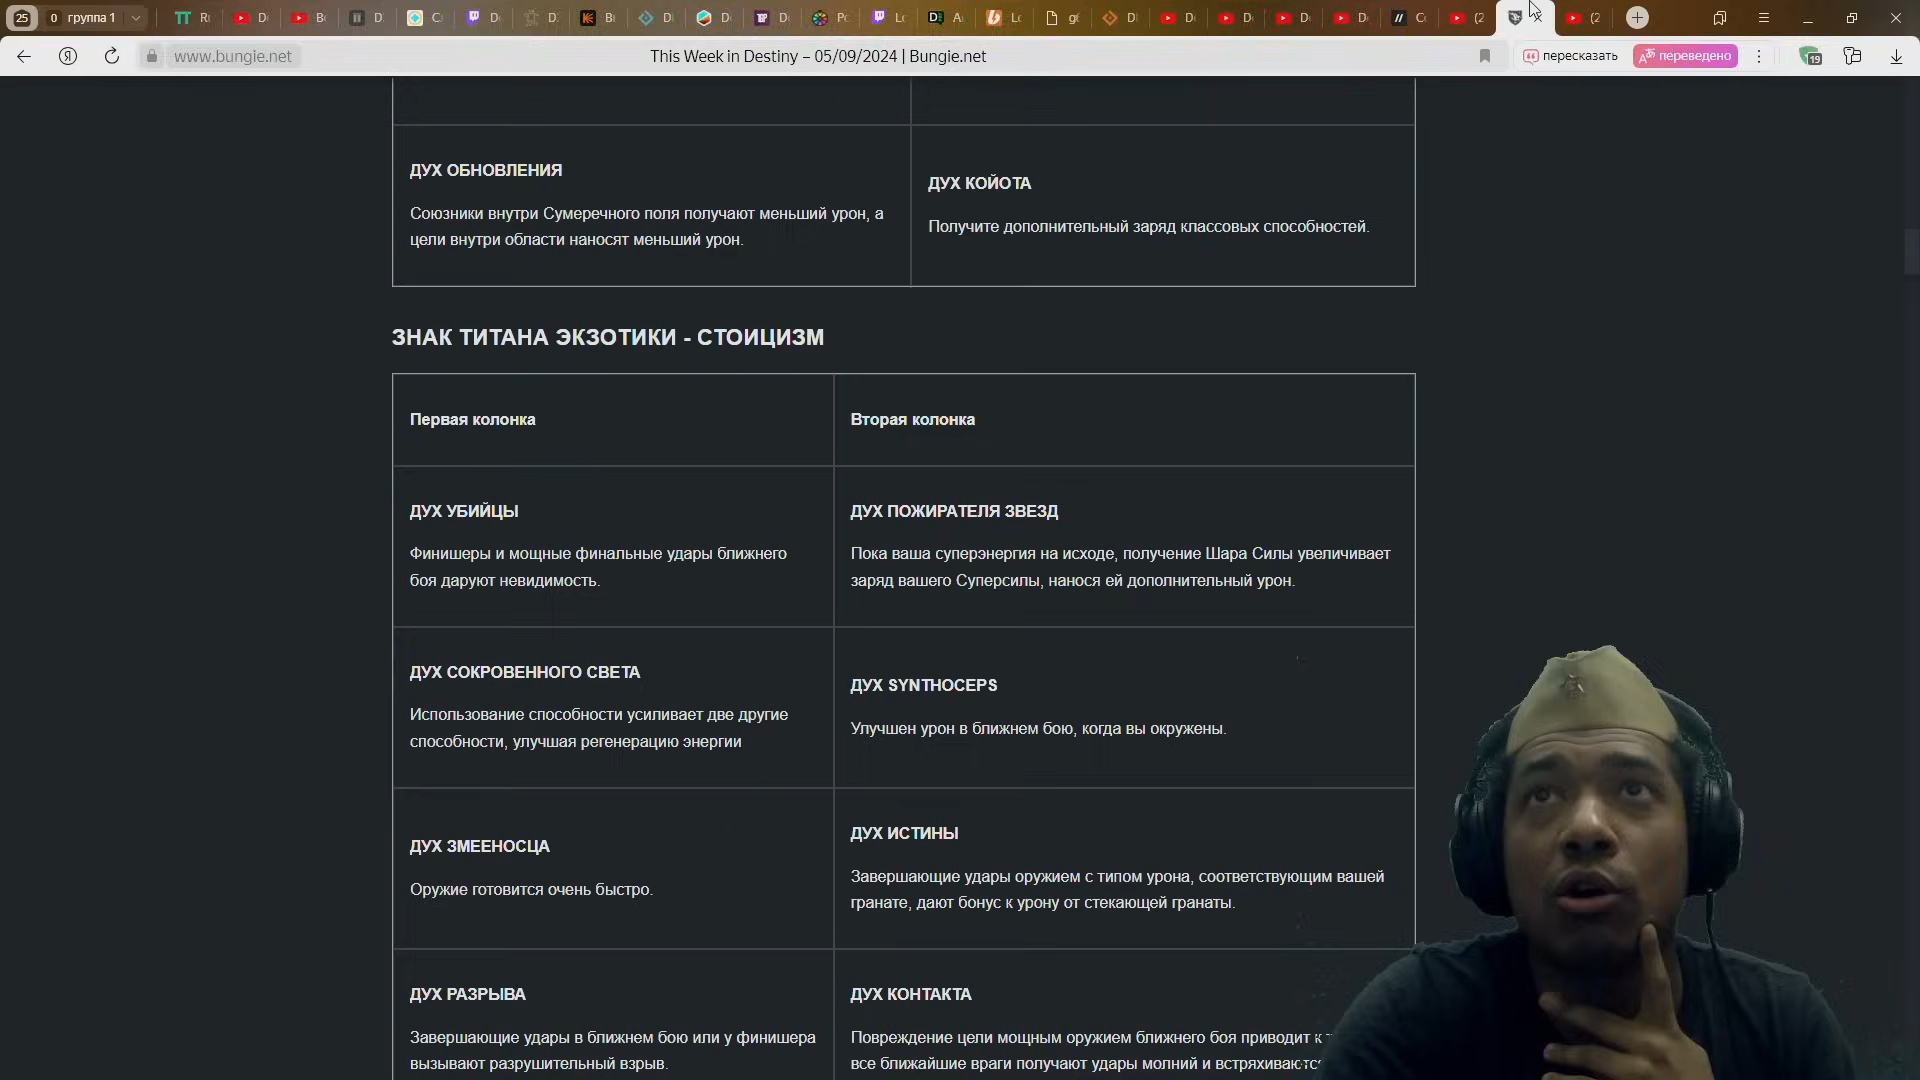 25
0 группа 1
www.bungie.net
This Week in Destiny – 05/09/2024 | Bungie.net
пересказать
переведено
19
ДУХ ОБНОВЛЕНИЯ
Союзники внутри Сумеречного поля получают меньший урон, а
цели внутри области наносят меньший урон.
ДУХ КОЙОТА
Получите дополнительный заряд классовых способностей.
ЗНАК ТИТАНА ЭКЗОТИКИ - СТОИЦИЗМ
Первая колонка
Вторая колонка
ДУХ УБИЙЦЫ
Финишеры и мощные финальные удары ближнего
боя даруют невидимость.
ДУХ ПОЖИРАТЕЛЯ ЗВЕЗД
Пока ваша суперэнергия на исходе, получение Шара Силы увеличивает
заряд вашего Суперсилы, нанося ей дополнительный урон.
ДУХ СОКРОВЕННОГО СВЕТА
Использование способности усиливает две другие
способности, улучшая регенерацию энергии
ДУХ SYNTHOCEPS
Улучшен урон в ближнем бою, когда вы окружены.
ДУХ ЗМЕЕНОСЦА
Оружие готовится очень быстро.
ДУХ ИСТИНЫ
Завершающие удары оружием с типом урона, соответствующим вашей
гранате, дают бонус к урону от стекающей гранаты.
ДУХ РАЗРЫВА
Завершающие удары в ближнем бою или у финишера
вызывают разрушительный взрыв.
ДУХ КОНТАКТА
Повреждение цели мощным оружием ближнего боя приводит к
все ближайшие враги получают удары молний и